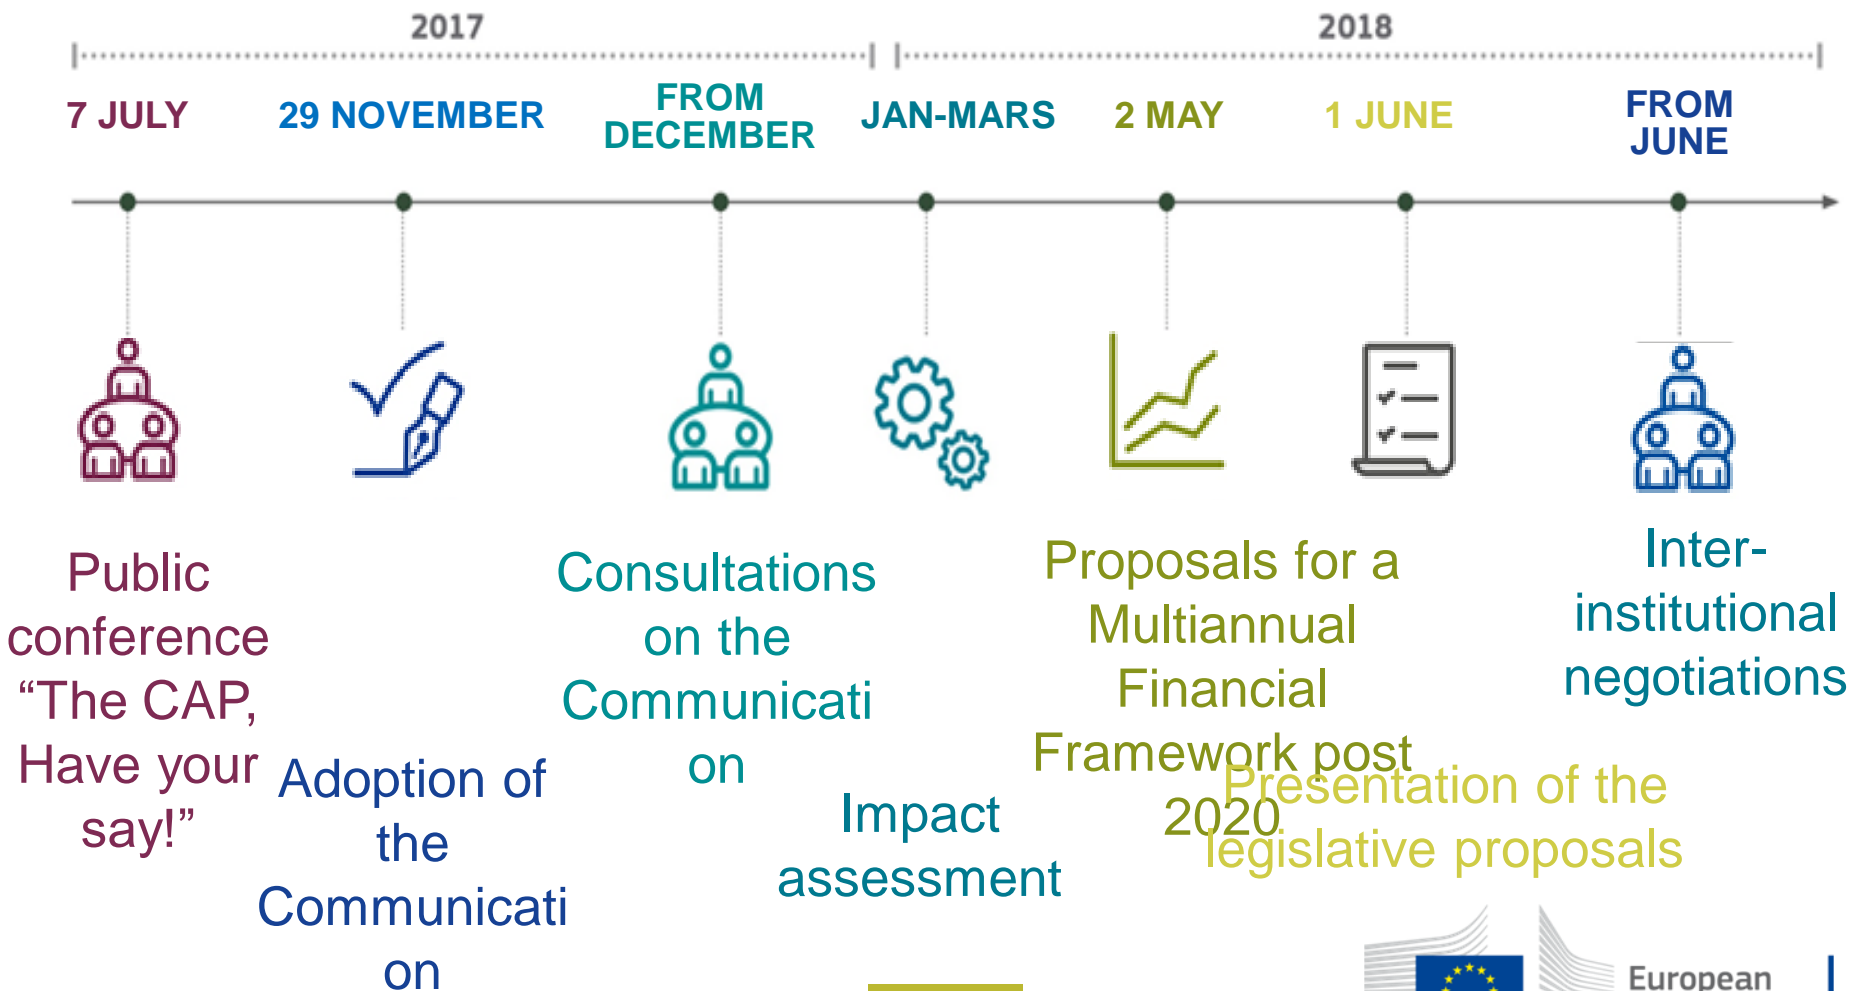 2017
2018
7 JULY
29 NOVEMBER
FROM
DECEMBER
JAN-MARS
2 MAY
1 JUNE
FROM
JUNE
Public
conference
“The CAP,
Have your
say!”
Adoption of
the
Communicati
on
Consultations
on the
Communicati
on
Impact
assessment
Proposals for a
Multiannual
Financial
Framework post
2020
Presentation of the
legislative proposals
Inter-
institutional
negotiations
European